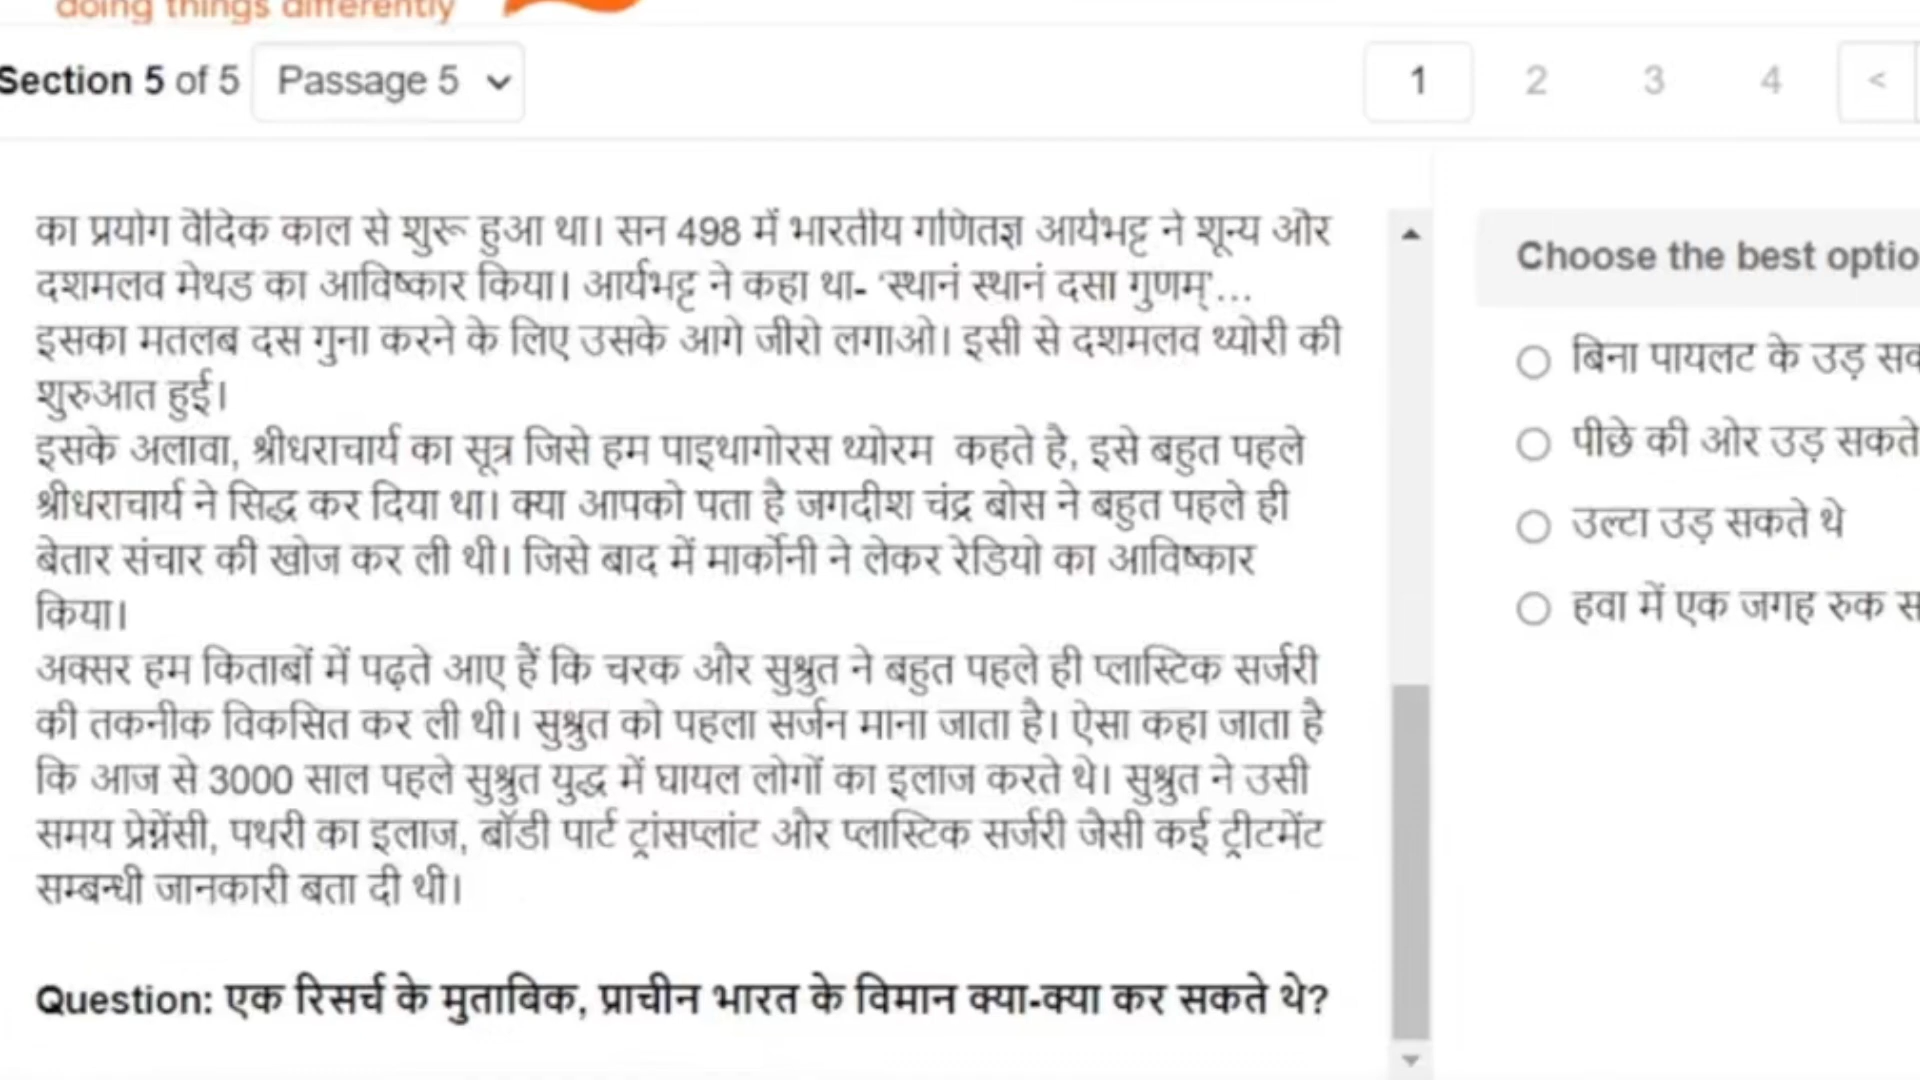 doing things differently
Section 5 of 5 Passage 5 1 2 3 4 <
का प्रयोग वैदिक काल से शुरू हुआ था। सन 498 में भारतीय गणितज्ञ आर्यभट्ट ने शून्य और
दशमलव मेथड का आविष्कार किया। आर्यभट्ट ने कहा था- 'स्थानं स्थानं दसा गुणम्'...
इसका मतलब दस गुना करने के लिए उसके आगे जीरो लगाओ। इसी से दशमलव थ्योरी की
शुरुआत हुई।
इसके अलावा, श्रीधराचार्य का सूत्र जिसे हम पाइथागोरस थ्योरम कहते है, इसे बहुत पहले
श्रीधराचार्य ने सिद्ध कर दिया था। क्या आपको पता है जगदीश चंद्र बोस ने बहुत पहले ही
बेतार संचार की खोज कर ली थी। जिसे बाद में मार्कोनी ने लेकर रेडियो का आविष्कार
किया।
अक्सर हम किताबों में पढ़ते आए हैं कि चरक और सुश्रुत ने बहुत पहले ही प्लास्टिक सर्जरी
की तकनीक विकसित कर ली थी। सुश्रुत को पहला सर्जन माना जाता है। ऐसा कहा जाता है
कि आज से 3000 साल पहले सुश्रुत युद्ध में घायल लोगों का इलाज करते थे। सुश्रुत ने उसी
समय प्रेग्नेंसी, पथरी का इलाज, बॉडी पार्ट ट्रांसप्लांट और प्लास्टिक सर्जरी जैसी कई ट्रीटमेंट
सम्बन्धी जानकारी बता दी थी।
Question: एक रिसर्च के मुताबिक, प्राचीन भारत के विमान क्या-क्या कर सकते थे?
Choose the best optio
बिना पायलट के उड़ सक
पीछे की ओर उड़ सकते
उल्टा उड़ सकते थे
हवा में एक जगह रुक स